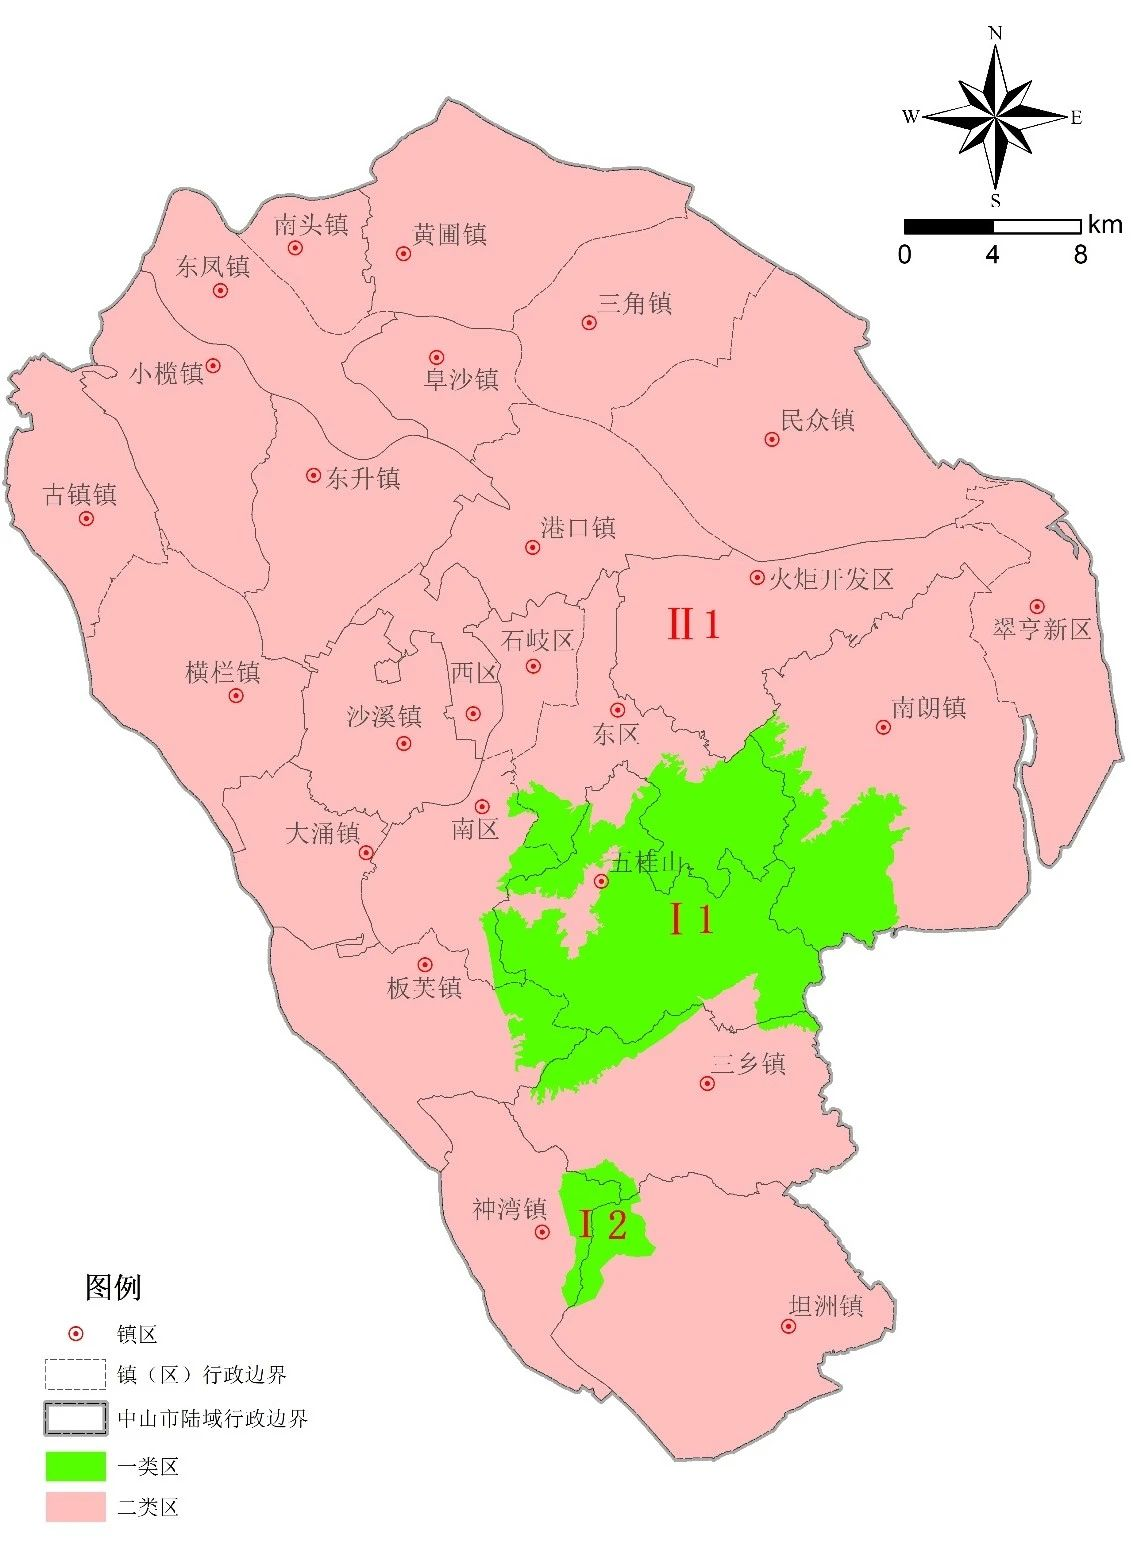 N
W
E
S
km
0 4 8
南头镇
黄圃镇
东凤镇
三角镇
小榄镇
阜沙镇
民众镇
东升镇
古镇镇
港口镇
火炬开发区
Ⅱ1
翠亨新区
石岐区
西区
横栏镇
沙溪镇
南朗镇
东区
南区
大涌镇
五桂山
Ⅰ1
板芙镇
三乡镇
神湾镇
Ⅰ2
坦洲镇
图例
镇区
镇（区）行政边界
中山市陆域行政边界
一类区
二类区